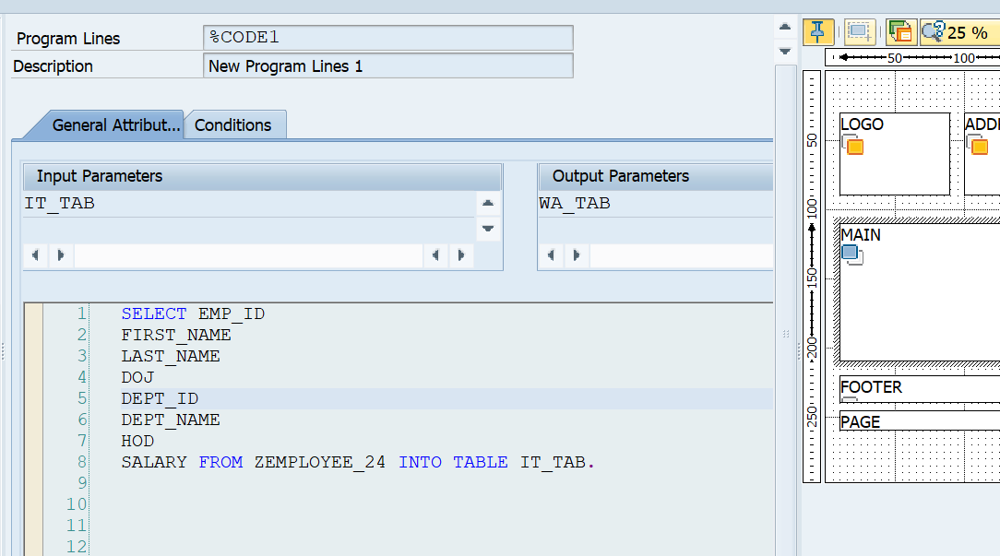 Program Lines %CODE1
Description New Program Lines 1
General Attribut... Conditions
Input Parameters Output Parameters
IT_TAB WA_TAB
1 SELECT EMP_ID
2 FIRST_NAME
3 LAST_NAME
4 DOJ
5 DEPT_ID
6 DEPT_NAME
7 HOD
8 SALARY FROM ZEMPLOYEE_24 INTO TABLE IT_TAB.
9
10
11
12
25 %
50 100
LOGO
50
100
MAIN
150
200
FOOTER
250
PAGE